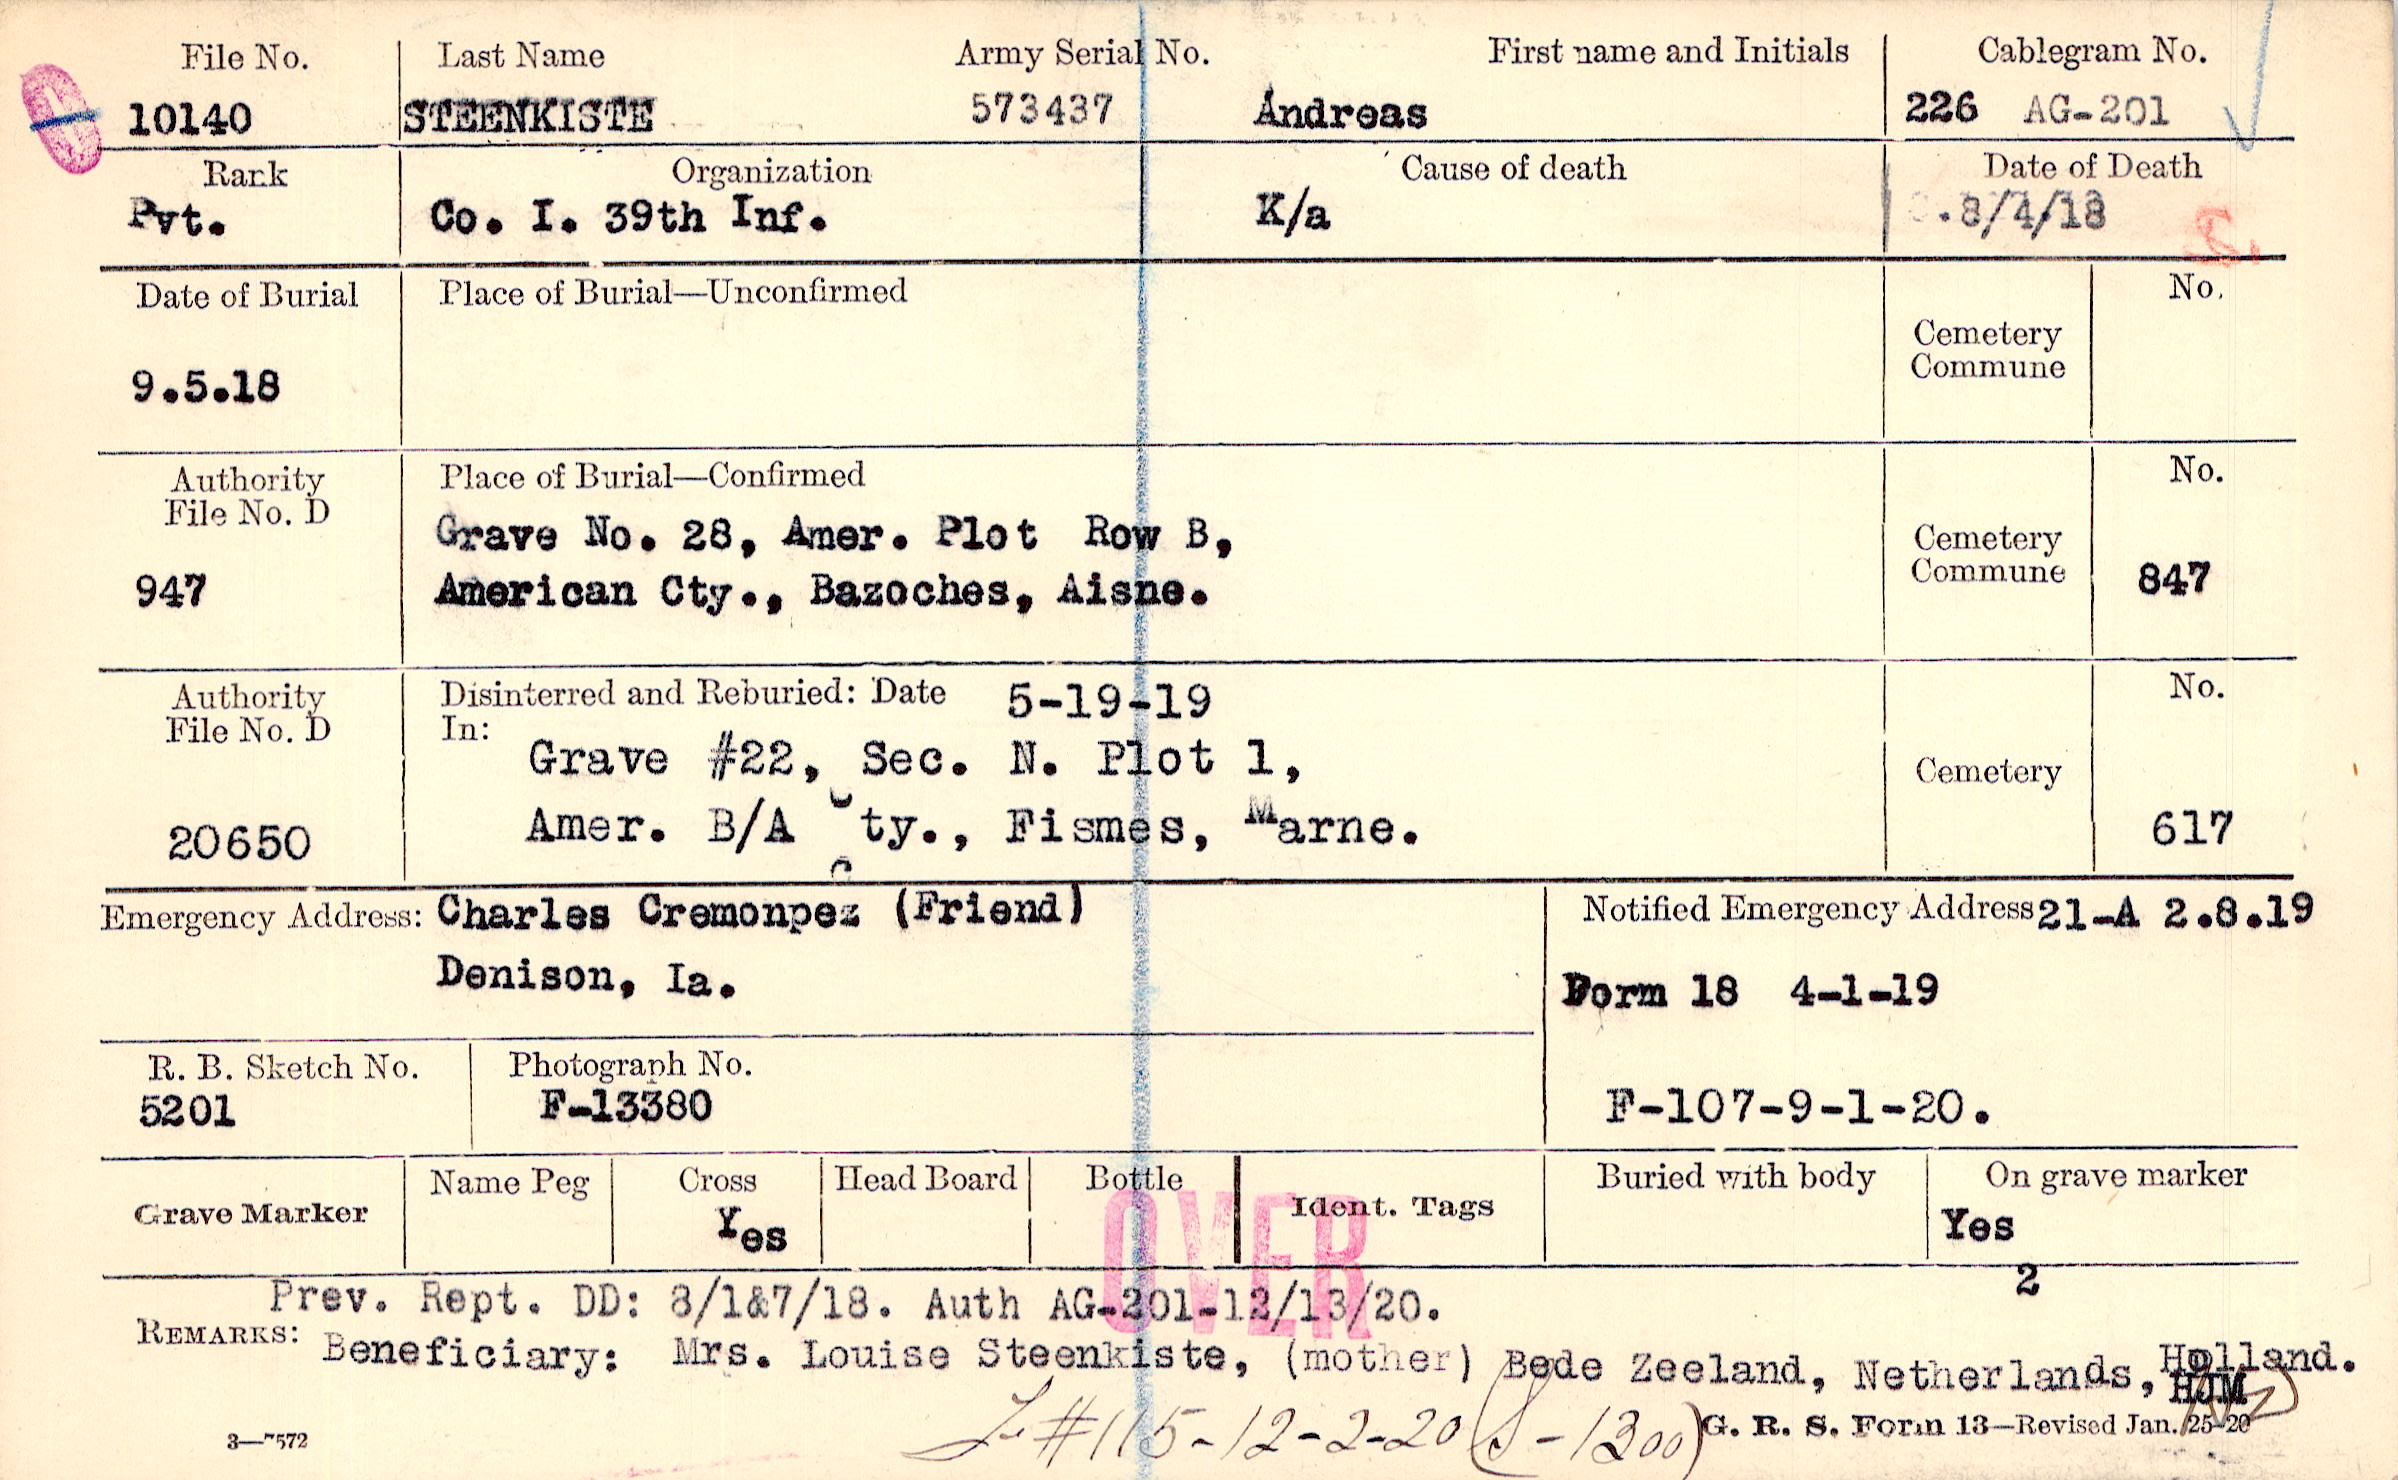 File No. Last Name Army Serial No. First name and Initials Cablegram No.
10140 STEENKISTE 573437 Andreas 226 AG-201
Rank Organization Cause of death Date of Death
Pvt. Co. I. 39th Inf. K/a 8/4/18
Date of Burial Place of Burial—Unconfirmed No.
Cemetery
Commune
9.5.18
Authority Place of Burial—Confirmed No.
File No. D
Grave No. 28, Amer. Plot Row B, Cemetery
947 American Cty., Bazoches, Aisne. Commune 847
Authority Disinterred and Reburied: Date 5-19-19 No.
File No. D In:
Grave #22, Sec. N. Plot 1, Cemetery
20650 Amer. B/A Cty., Fismes, Marne. 617
Emergency Address: Charles Cremonpez (Friend) Notified Emergency Address 21-A 2.8.19
Denison, Ia. Form 18 4-1-19
R. B. Sketch No. Photograph No.
5201 F-13380 F-107-9-1-20.
Name Peg Cross Head Board Bottle Buried with body On grave marker
Grave Marker Yes Ident. Tags Yes
OVER
2
Prev. Rept. DD: 8/1&7/18. Auth AG-201-12/13/20.
REMARKS: Beneficiary: Mrs. Louise Steenkiste, (mother) Bede Zeeland, Netherlands, Holland.
HJM
#115-12-2-20 (S-1300)
3—7572 G. R. S. Form 13—Revised Jan. 25-20